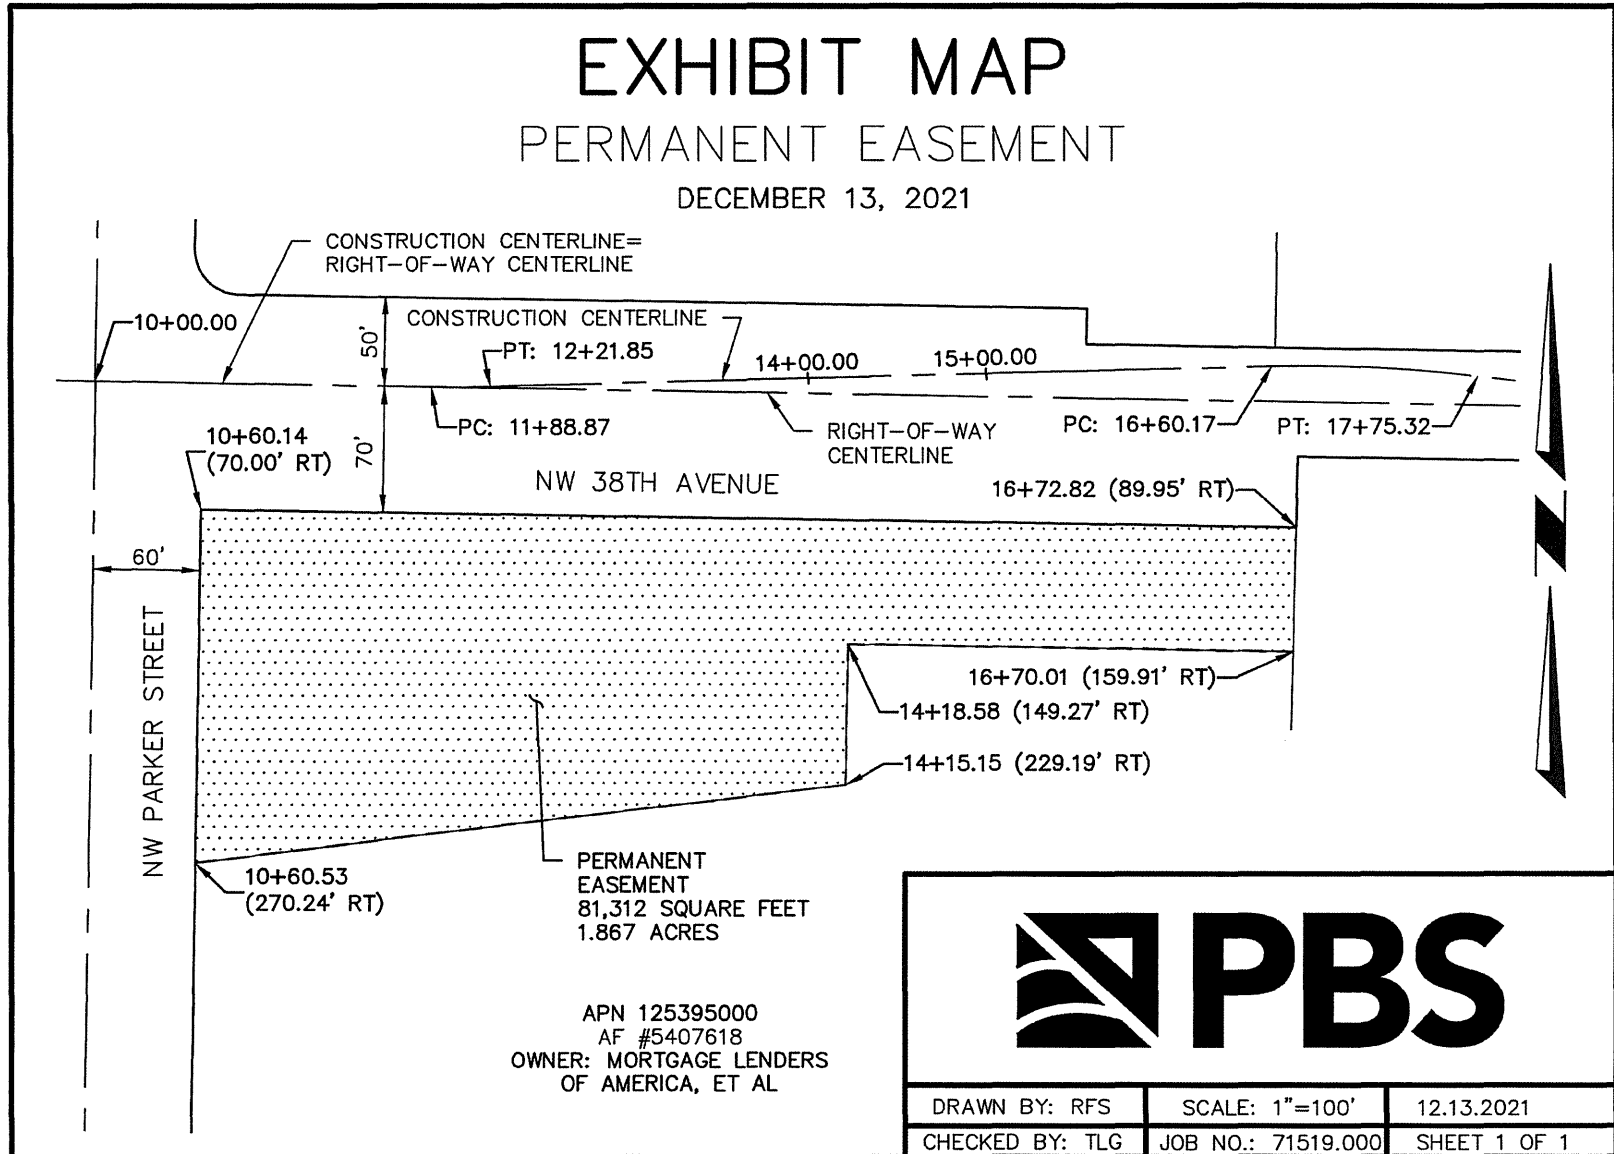 EXHIBIT MAP
PERMANENT EASEMENT
DECEMBER 13, 2021
CONSTRUCTION CENTERLINE=
RIGHT-OF-WAY CENTERLINE
10+00.00
50'
CONSTRUCTION CENTERLINE
PT: 12+21.85
14+00.00
15+00.00
PC: 11+88.87
RIGHT-OF-WAY
CENTERLINE
PC: 16+60.17
PT: 17+75.32
10+60.14
(70.00' RT)
70'
NW 38TH AVENUE
16+72.82 (89.95' RT)
60'
NW PARKER STREET
16+70.01 (159.91' RT)
14+18.58 (149.27' RT)
14+15.15 (229.19' RT)
10+60.53
(270.24' RT)
PERMANENT
EASEMENT
81,312 SQUARE FEET
1.867 ACRES
APN 125395000
AF #5407618
OWNER: MORTGAGE LENDERS
OF AMERICA, ET AL
N
PBS
DRAWN BY: RFS
SCALE: 1"=100'
12.13.2021
CHECKED BY: TLG
JOB NO.: 71519.000
SHEET 1 OF 1